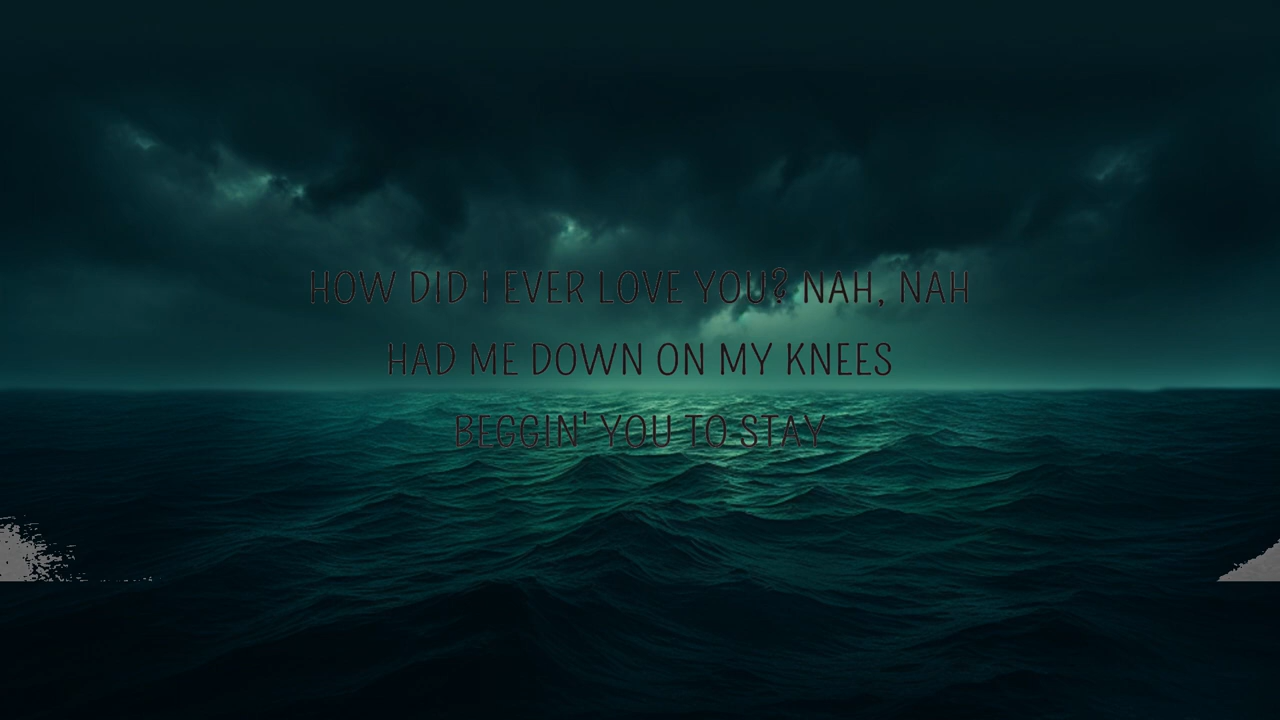 HOW DID I EVER LOVE YOU? NAH, NAH
HAD ME DOWN ON MY KNEES
BEGGIN' YOU TO STAY